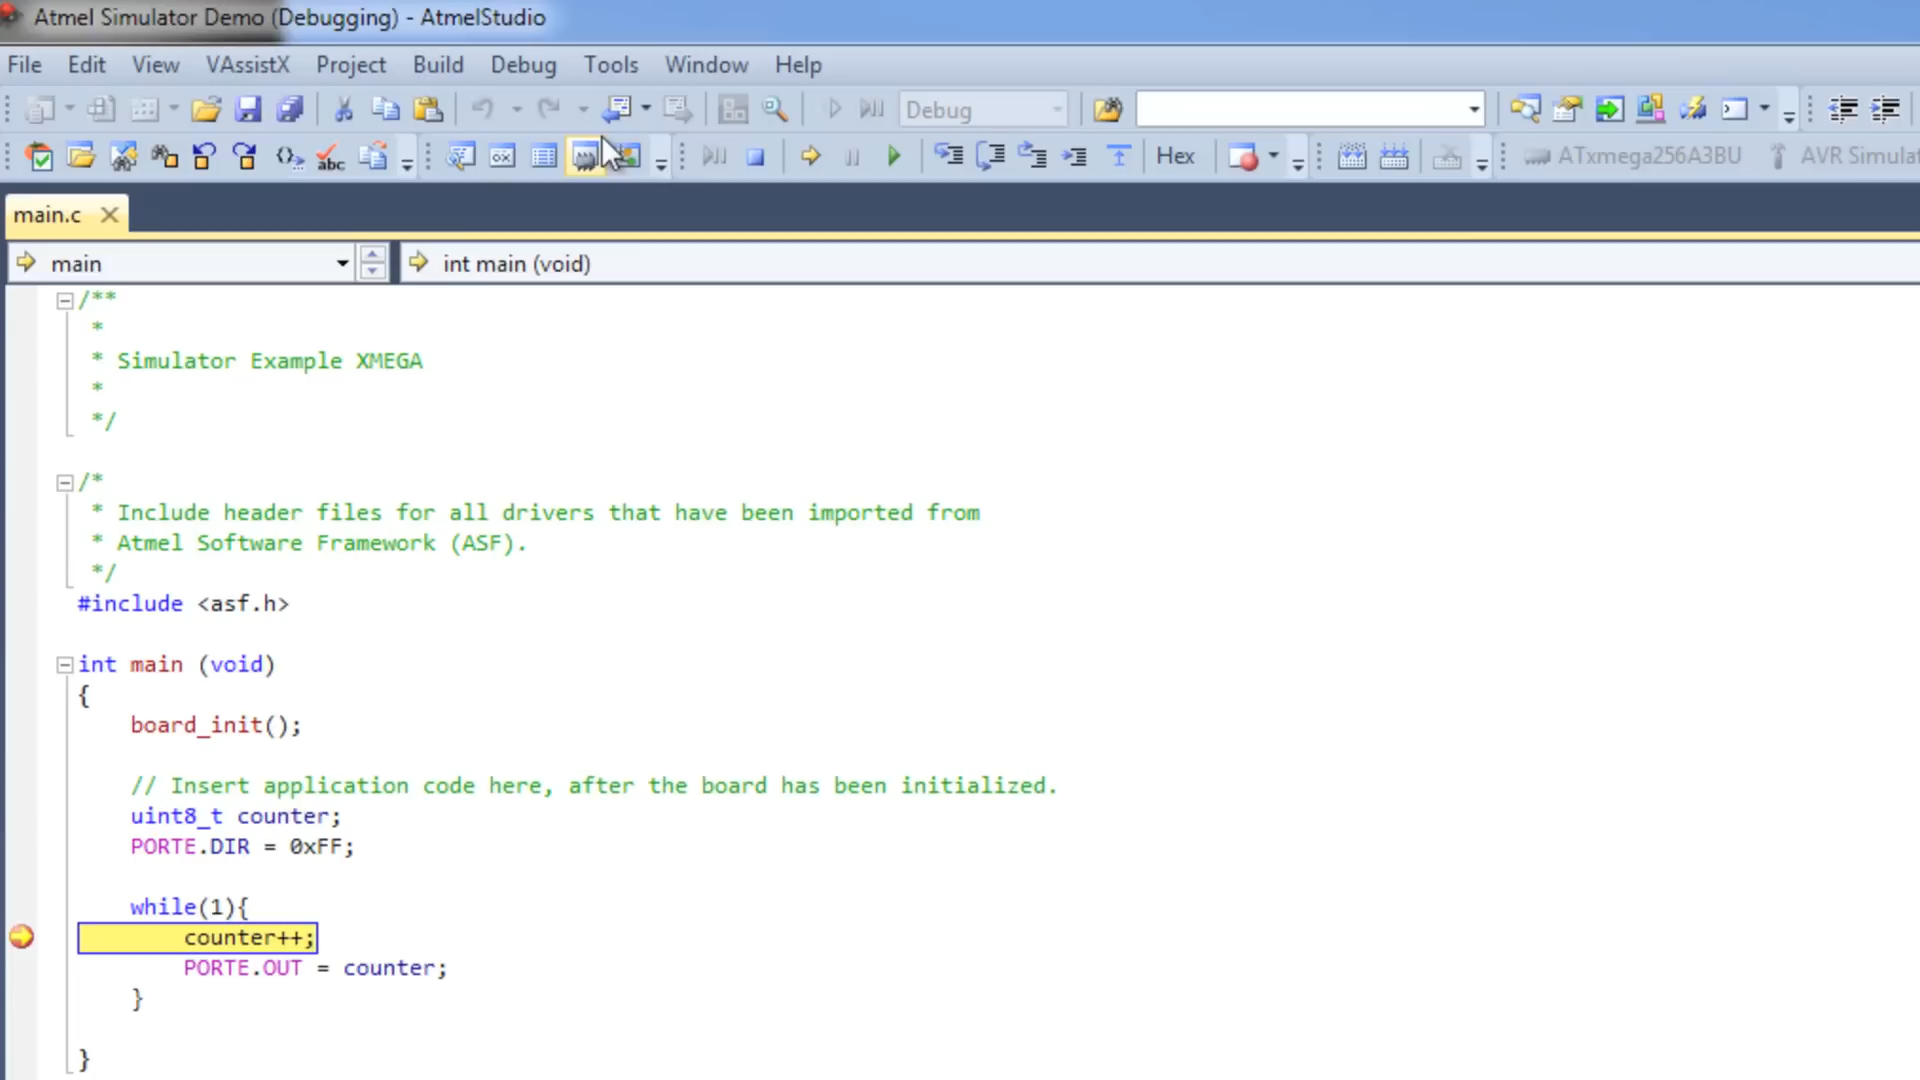 Atmel Simulator Demo (Debugging) - AtmelStudio
File Edit View VAssistX Project Build Debug Tools Window Help
Debug
abc Hex ATxmega256A3BU AVR Simulat
main.c
main int main (void)
/**
*
* Simulator Example XMEGA
*
*/
/*
* Include header files for all drivers that have been imported from
* Atmel Software Framework (ASF).
*/
#include <asf.h>
int main (void)
{
board_init();
// Insert application code here, after the board has been initialized.
uint8_t counter;
PORTE.DIR = 0xFF;
while(1){
counter++;
PORTE.OUT = counter;
}
}